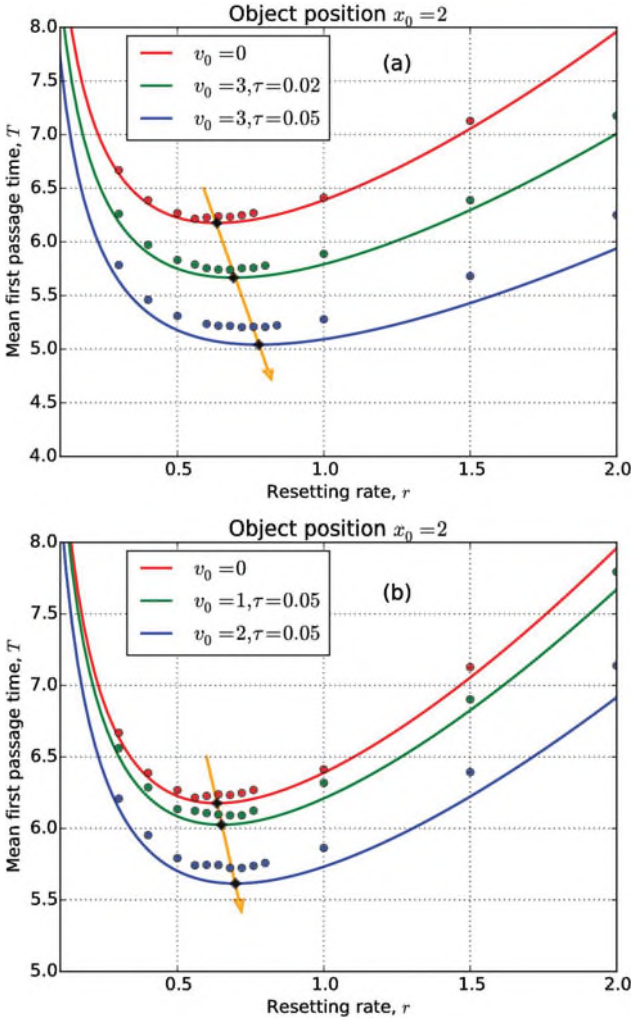 Object position x₀=2
8.0
7.5
7.0
6.5
6.0
5.5
5.0
4.5
4.0
Mean first passage time, T
v₀=0
v₀=3,τ=0.02
v₀=3,τ=0.05
(a)
0.5 1.0 1.5 2.0
Resetting rate, r
Object position x₀=2
8.0
7.5
7.0
6.5
6.0
5.5
5.0
Mean first passage time, T
v₀=0
v₀=1,τ=0.05
v₀=2,τ=0.05
(b)
0.5 1.0 1.5 2.0
Resetting rate, r